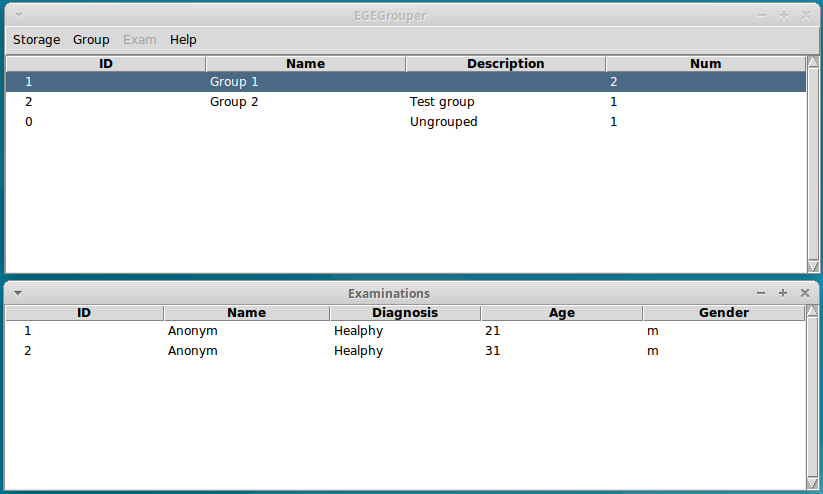 EGEGrouper
Storage Group Exam Help
ID Name Description Num
1 Group 1 2
2 Group 2 Test group 1
0 Ungrouped 1
Examinations
ID Name Diagnosis Age Gender
1 Anonym Healphy 21 m
2 Anonym Healphy 31 m